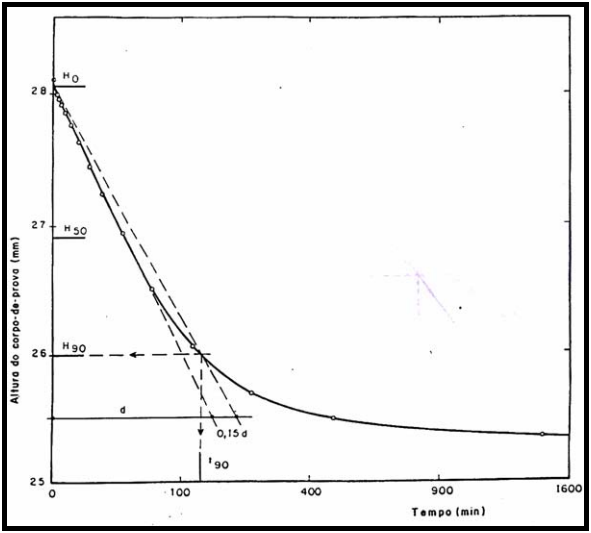 H0
28
27
H50
26
H90
d
0,15d
t90
25
0
100
400
900
1600
Tempo (min)
Altura do corpo-de-prova (mm)